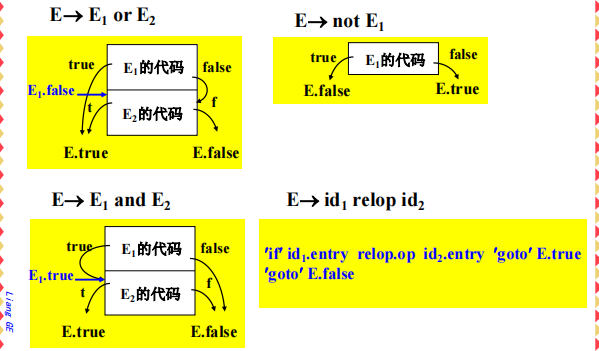 E→ E₁ or E₂
true
E₁的代码
false
E₁.false
t
E₂的代码
f
E.true
E.false
E→ not E₁
true
E₁的代码
false
E.false
E.true
E→ E₁ and E₂
true
E₁的代码
false
E₁.true
t
E₂的代码
f
E.true
E.false
E→ id₁ relop id₂
'if' id₁.entry relop.op id₂.entry 'goto' E.true
'goto' E.false
Liang GE